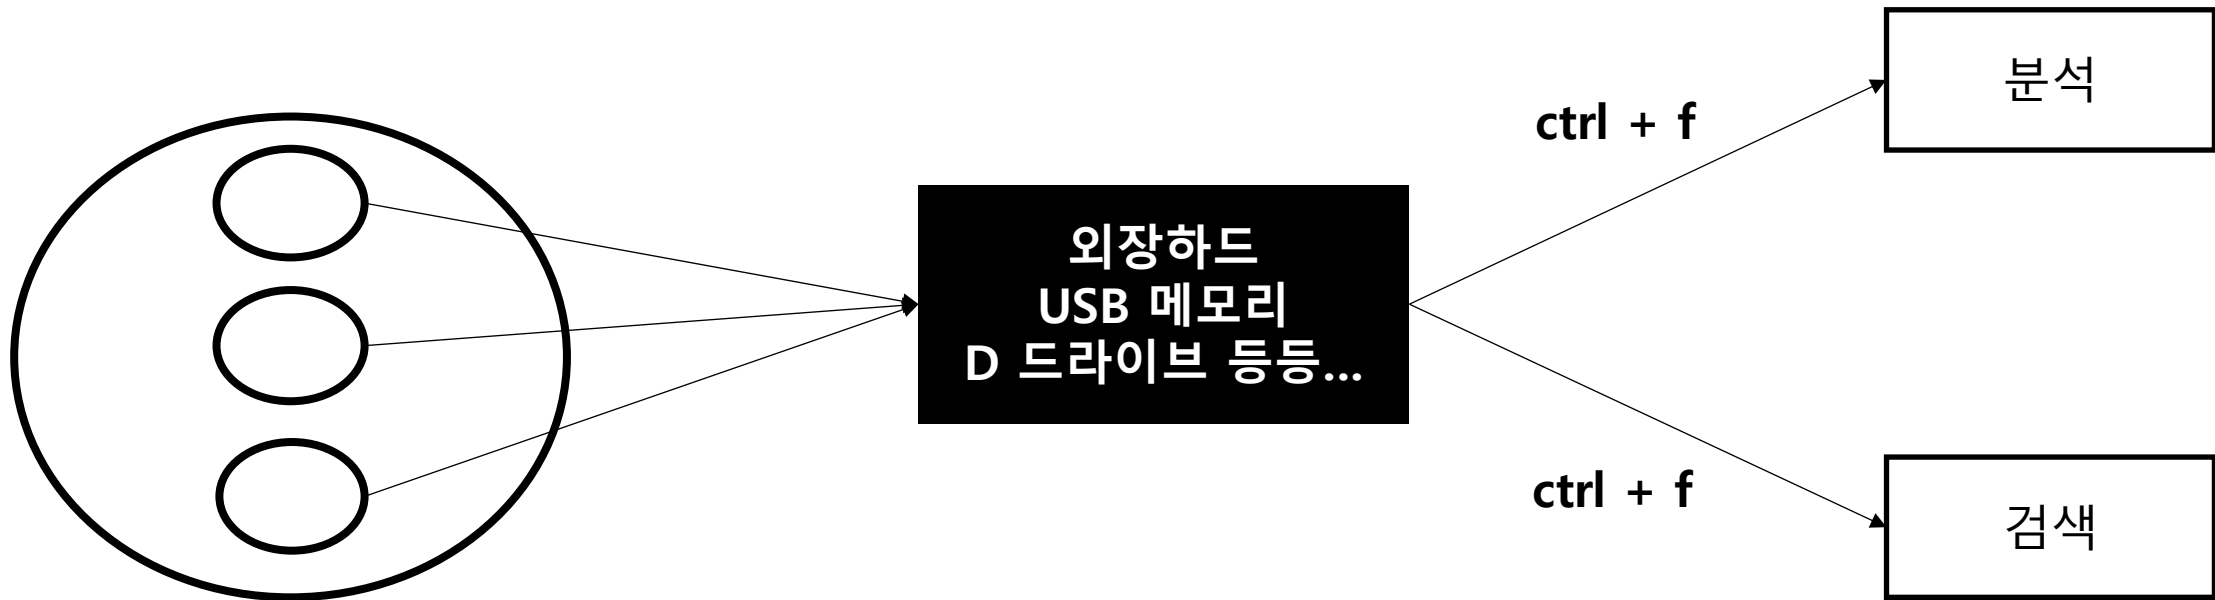 분석
ctrl + f
외장하드
USB 메모리
D 드라이브 등등...
ctrl + f
검색